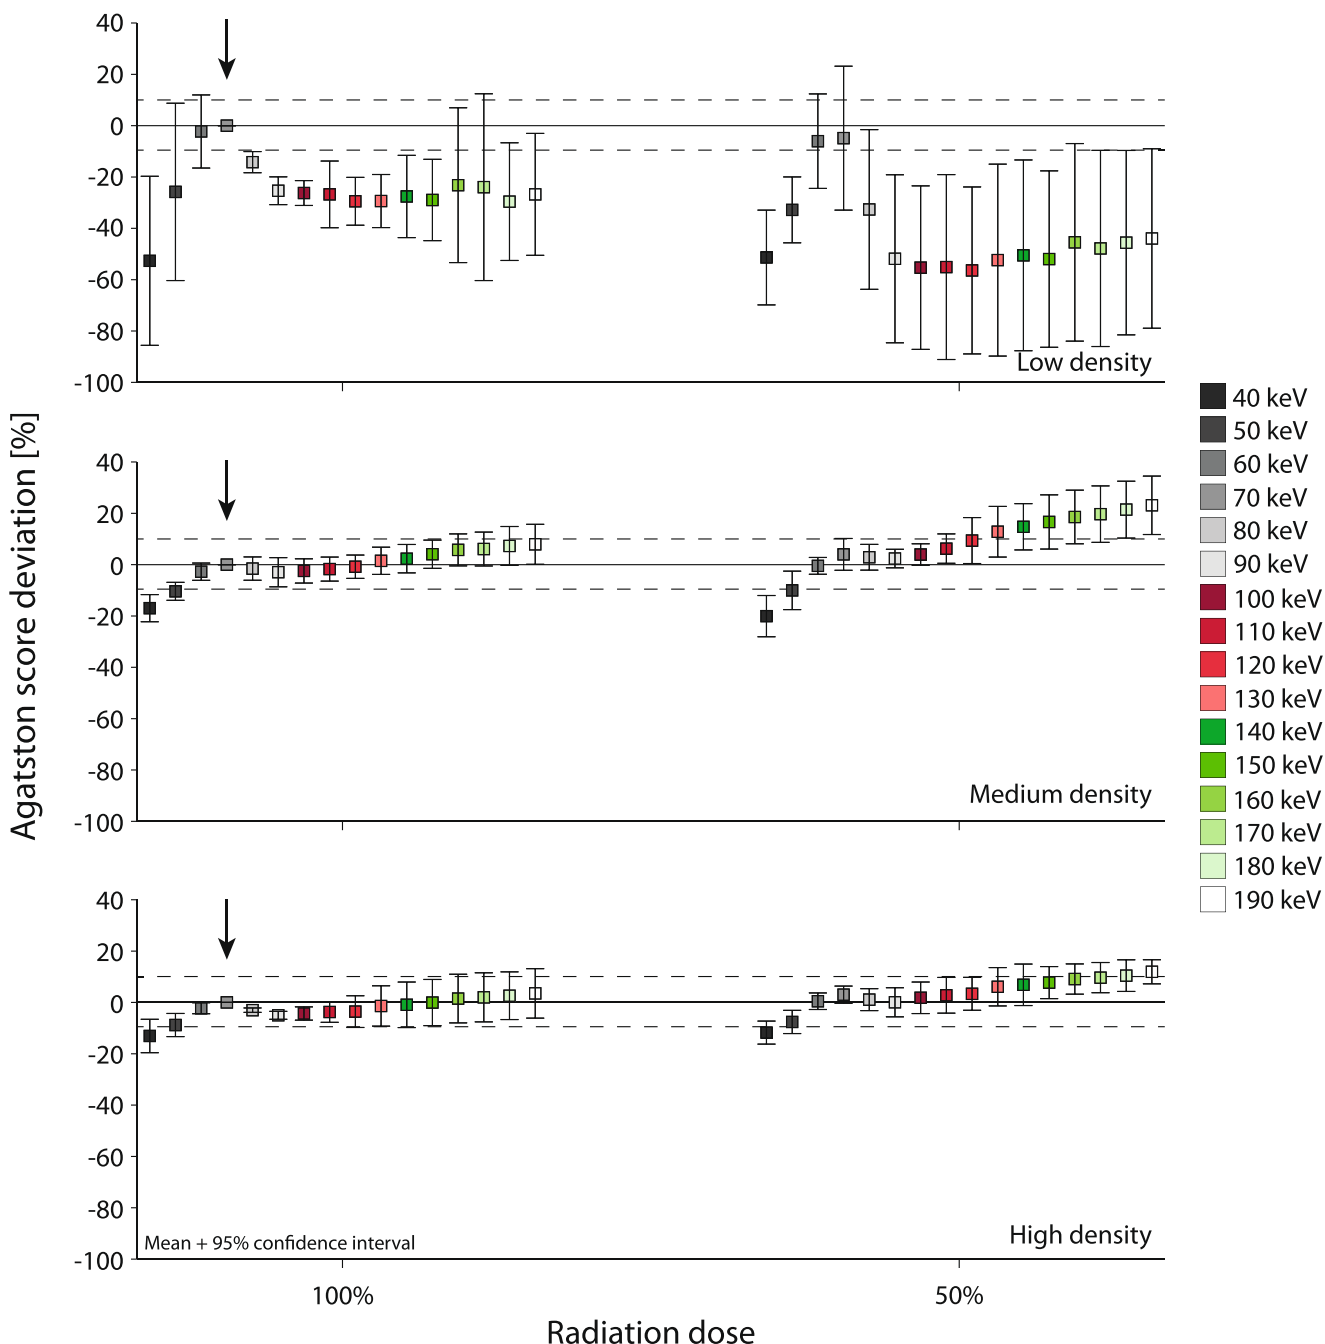 Agatston score deviation [%]
40
20
0
-20
-40
-60
-80
-100
Low density
40
20
0
-20
-40
-60
-80
-100
Medium density
40
20
0
-20
-40
-60
-80
-100
Mean + 95% confidence interval
High density
100%
50%
Radiation dose
40 keV
50 keV
60 keV
70 keV
80 keV
90 keV
100 keV
110 keV
120 keV
130 keV
140 keV
150 keV
160 keV
170 keV
180 keV
190 keV